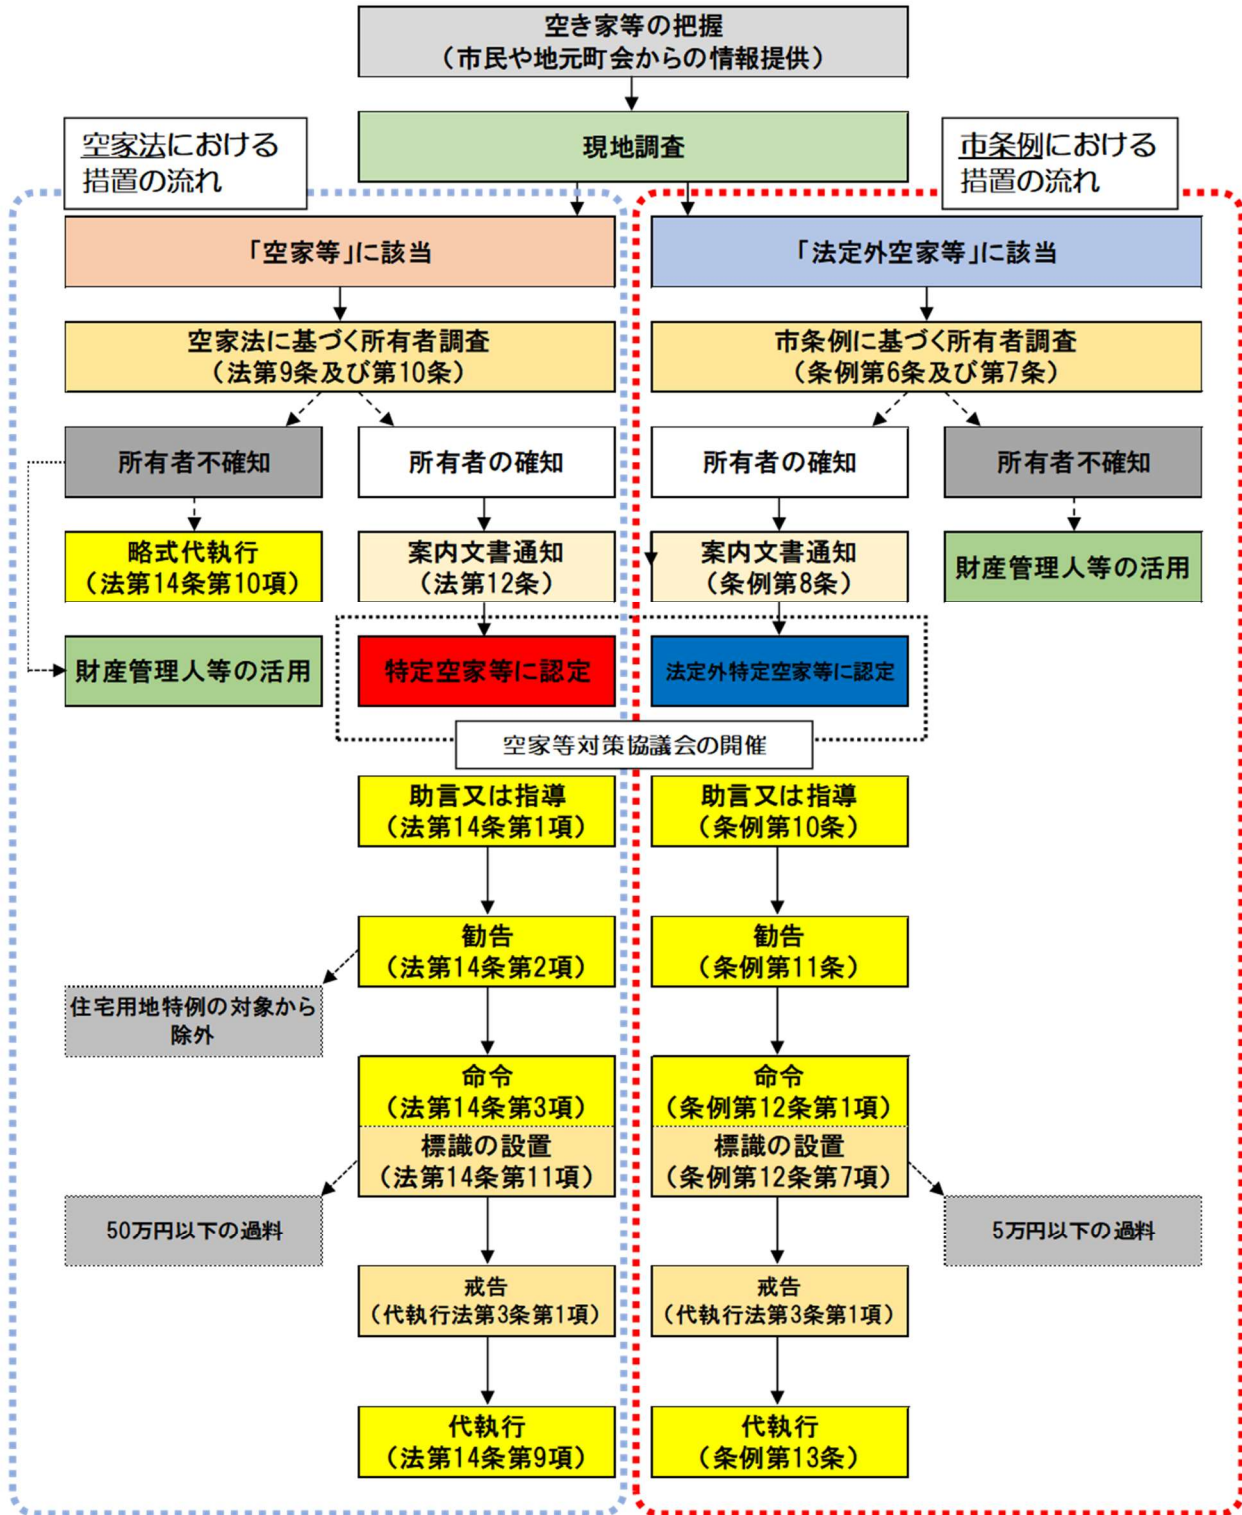 空き家等の把握
（市民や地元町会からの情報提供）
現地調査
空家法における
措置の流れ
市条例における
措置の流れ
「空家等」に該当
「法定外空家等」に該当
空家法に基づく所有者調査
（法第9条及び第10条）
市条例に基づく所有者調査
（条例第6条及び第7条）
所有者不確知
所有者の確知
所有者の確知
所有者不確知
略式代執行
（法第14条第10項）
案内文書通知
（法第12条）
案内文書通知
（条例第8条）
財産管理人等の活用
財産管理人等の活用
特定空家等に認定
法定外特定空家等に認定
空家等対策協議会の開催
助言又は指導
（法第14条第1項）
助言又は指導
（条例第10条）
勧告
（法第14条第2項）
勧告
（条例第11条）
住宅用地特例の対象から
除外
命令
（法第14条第3項）
命令
（条例第12条第1項）
標識の設置
（法第14条第11項）
標識の設置
（条例第12条第7項）
50万円以下の過料
5万円以下の過料
戒告
（代執行法第3条第1項）
戒告
（代執行法第3条第1項）
代執行
（法第14条第9項）
代執行
（条例第13条）